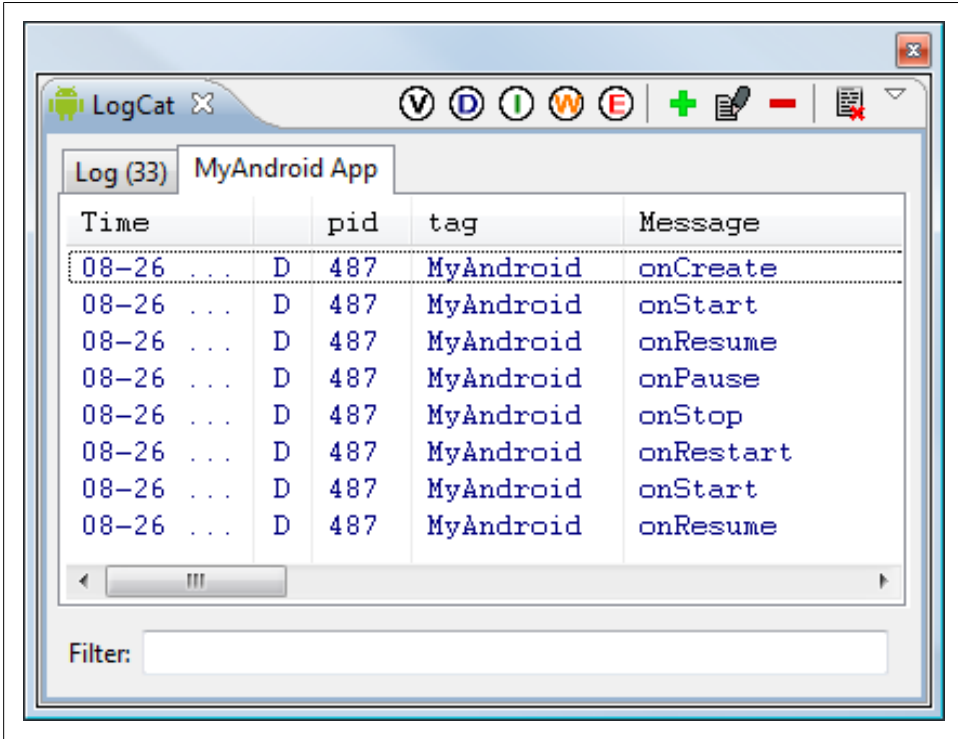 LogCat V D I W E
Log (33) MyAndroid App
Time pid tag Message
08-26 ... D 487 MyAndroid onCreate
08-26 ... D 487 MyAndroid onStart
08-26 ... D 487 MyAndroid onResume
08-26 ... D 487 MyAndroid onPause
08-26 ... D 487 MyAndroid onStop
08-26 ... D 487 MyAndroid onRestart
08-26 ... D 487 MyAndroid onStart
08-26 ... D 487 MyAndroid onResume
Filter: